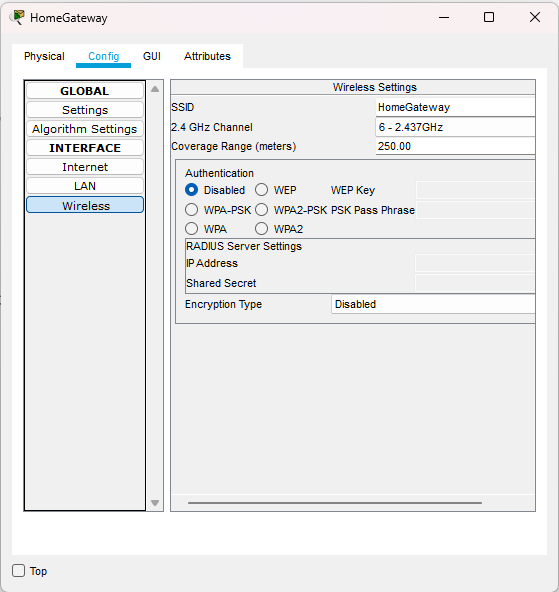 HomeGateway
Physical Config GUI Attributes
GLOBAL
Settings
Algorithm Settings
INTERFACE
Internet
LAN
Wireless
Wireless Settings
SSID HomeGateway
2.4 GHz Channel 6 - 2.437GHz
Coverage Range (meters) 250.00
Authentication
Disabled WEP WEP Key
WPA-PSK WPA2-PSK PSK Pass Phrase
WPA WPA2
RADIUS Server Settings
IP Address
Shared Secret
Encryption Type Disabled
Top